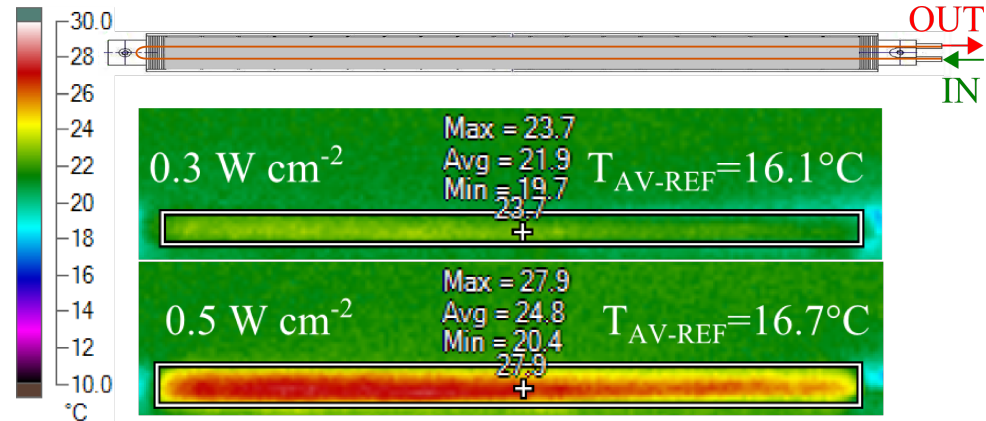 30.0
28
26
24
22
20
18
16
14
12
10.0
°C
OUT
IN
Max = 23.7
Avg = 21.9
Min = 19.7
23.7
0.3 W cm-2
TAV-REF=16.1°C
Max = 27.9
Avg = 24.8
Min = 20.4
27.9
0.5 W cm-2
TAV-REF=16.7°C